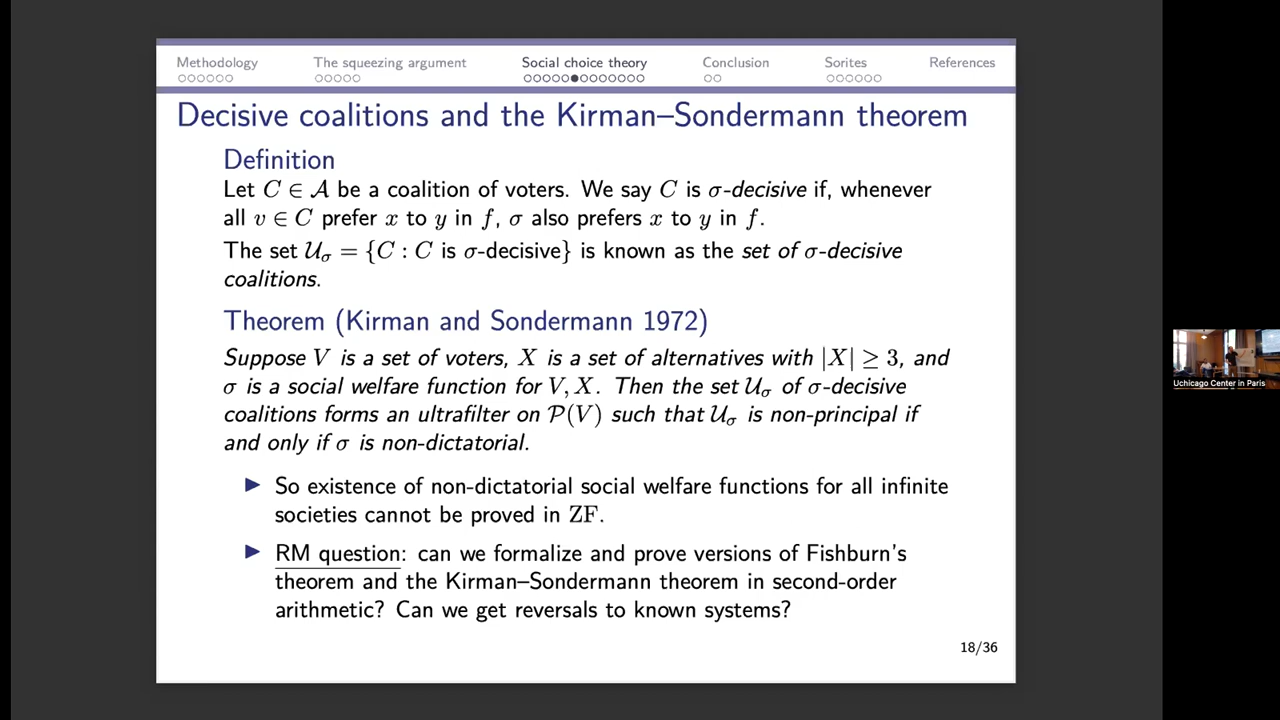 Methodology The squeezing argument Social choice theory Conclusion Sorites References
Decisive coalitions and the Kirman–Sondermann theorem
Definition
Let C ∈ 𝒜 be a coalition of voters. We say C is σ-decisive if, whenever
all v ∈ C prefer x to y in f, σ also prefers x to y in f.
The set 𝒰σ = {C : C is σ-decisive} is known as the set of σ-decisive
coalitions.
Theorem (Kirman and Sondermann 1972)
Suppose V is a set of voters, X is a set of alternatives with |X| ≥ 3, and
σ is a social welfare function for V, X. Then the set 𝒰σ of σ-decisive
coalitions forms an ultrafilter on 𝒫(V) such that 𝒰σ is non-principal if
and only if σ is non-dictatorial.
▶ So existence of non-dictatorial social welfare functions for all infinite
societies cannot be proved in ZF.
▶ RM question: can we formalize and prove versions of Fishburn's
theorem and the Kirman–Sondermann theorem in second-order
arithmetic? Can we get reversals to known systems?
18/36
Uchicago Center in Paris